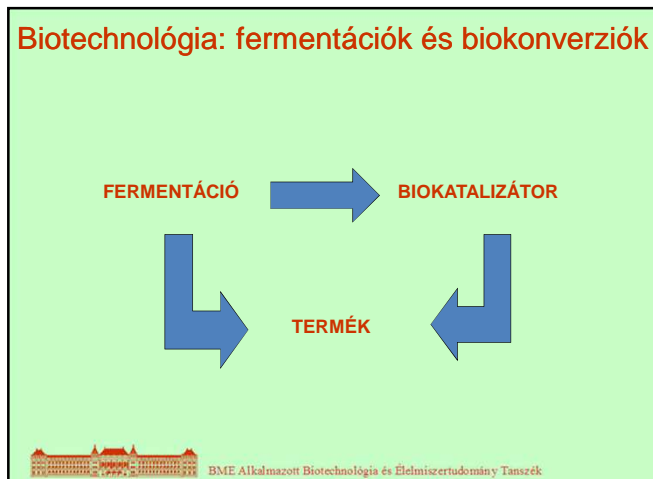 Biotechnológia: fermentációk és biokonverziók
FERMENTÁCIÓ
BIOKATALIZÁTOR
TERMÉK
BME Alkalmazott Biotechnológia és Élelmiszertudomány Tanszék